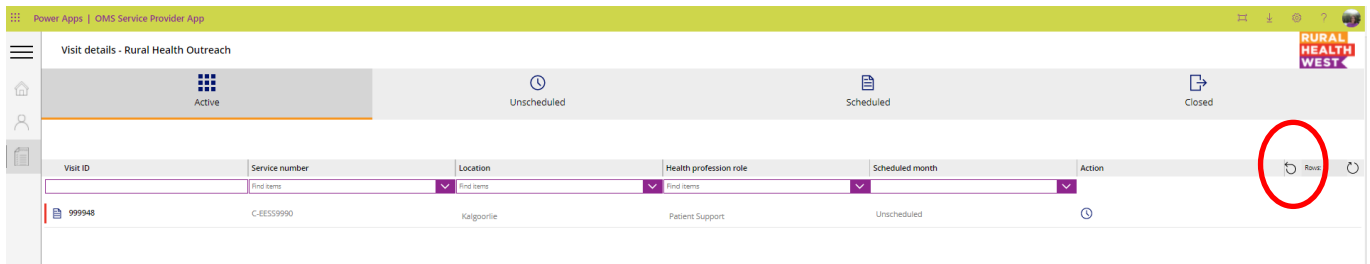 Power Apps | OMS Service Provider App
?
Visit details - Rural Health Outreach
RURAL
HEALTH
WEST
Active
Unscheduled
Scheduled
Closed
Visit ID
Service number
Location
Health profession role
Scheduled month
Action
Rows:
Find items
Find items
Find items
999948
C-EESS9990
Kalgoorlie
Patient Support
Unscheduled